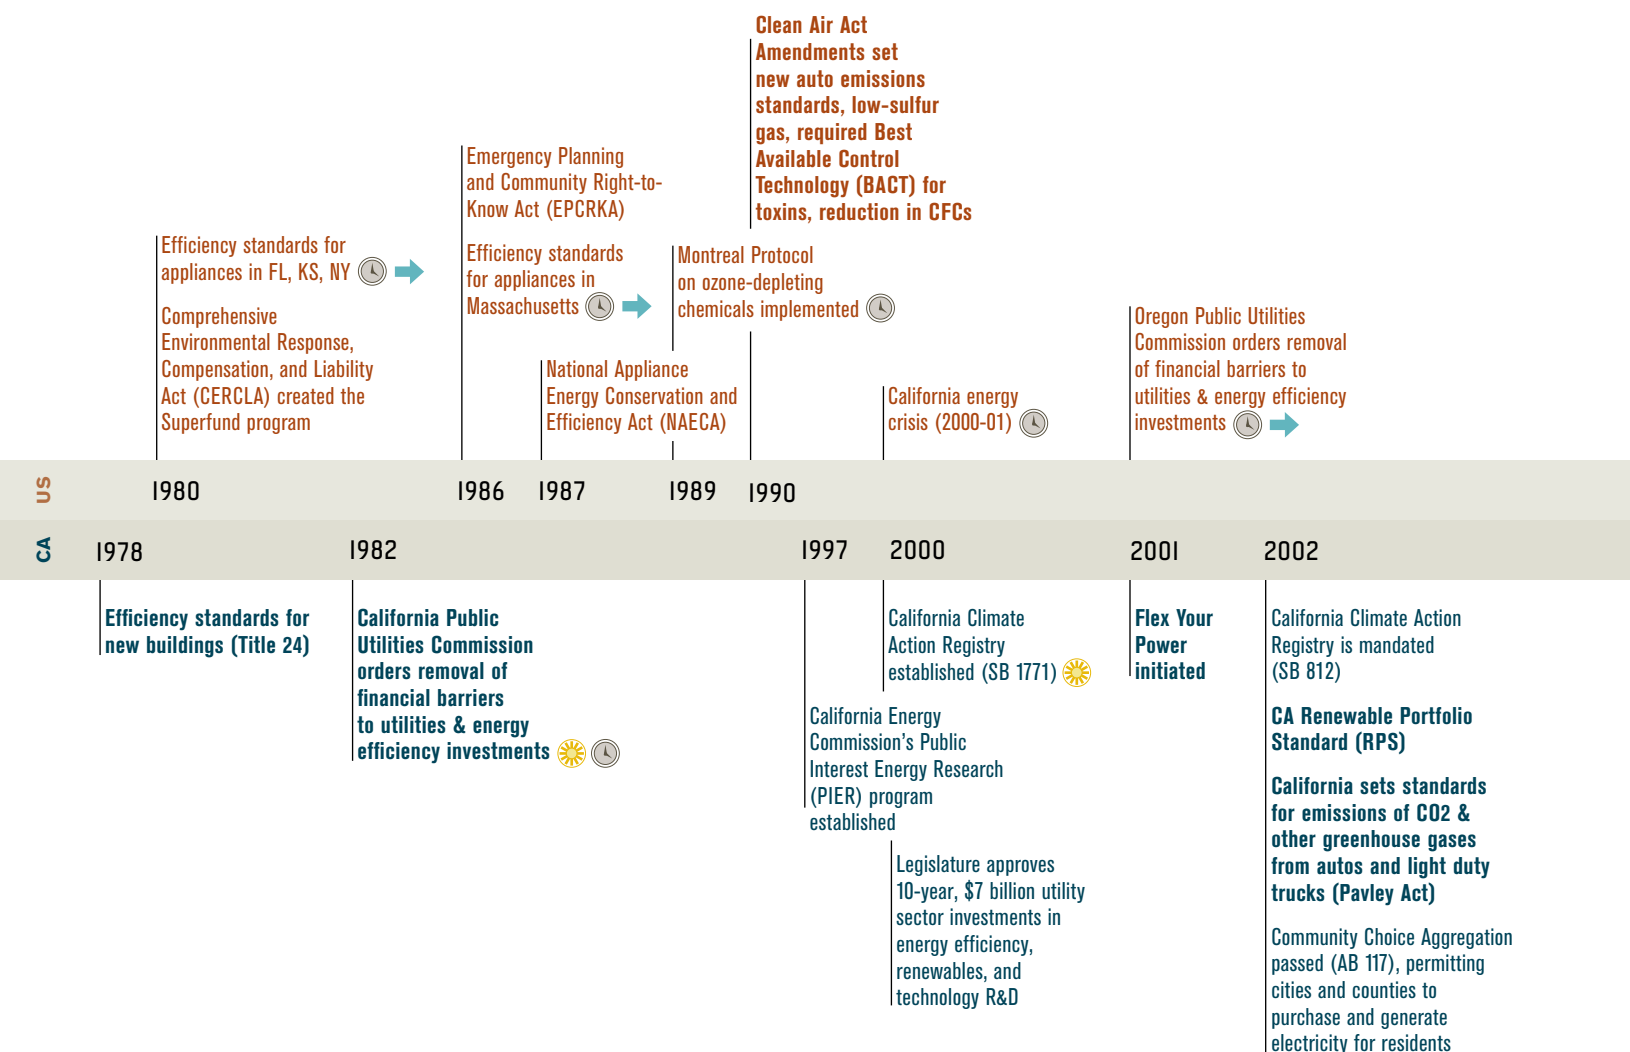 Clean Air Act
Amendments set
new auto emissions
standards, low-sulfur
gas, required Best
Available Control
Technology (BACT) for
toxins, reduction in CFCs
Emergency Planning
and Community Right-to-
Know Act (EPCRKA)
Efficiency standards
for appliances in
Massachusetts
Efficiency standards for
appliances in FL, KS, NY
Comprehensive
Environmental Response,
Compensation, and Liability
Act (CERCLA) created the
Superfund program
Montreal Protocol
on ozone-depleting
chemicals implemented
National Appliance
Energy Conservation and
Efficiency Act (NAECA)
California energy
crisis (2000-01)
Oregon Public Utilities
Commission orders removal
of financial barriers to
utilities & energy efficiency
investments
US
1980
1986
1987
1989
1990
CA
1978
1982
1997
2000
2001
2002
Efficiency standards for
new buildings (Title 24)
California Public
Utilities Commission
orders removal of
financial barriers
to utilities & energy
efficiency investments
California Energy
Commission's Public
Interest Energy Research
(PIER) program
established
California Climate
Action Registry
established (SB 1771)
Legislature approves
10-year, $7 billion utility
sector investments in
energy efficiency,
renewables, and
technology R&D
Flex Your
Power
initiated
California Climate Action
Registry is mandated
(SB 812)
CA Renewable Portfolio
Standard (RPS)
California sets standards
for emissions of CO2 &
other greenhouse gases
from autos and light duty
trucks (Pavley Act)
Community Choice Aggregation
passed (AB 117), permitting
cities and counties to
purchase and generate
electricity for residents